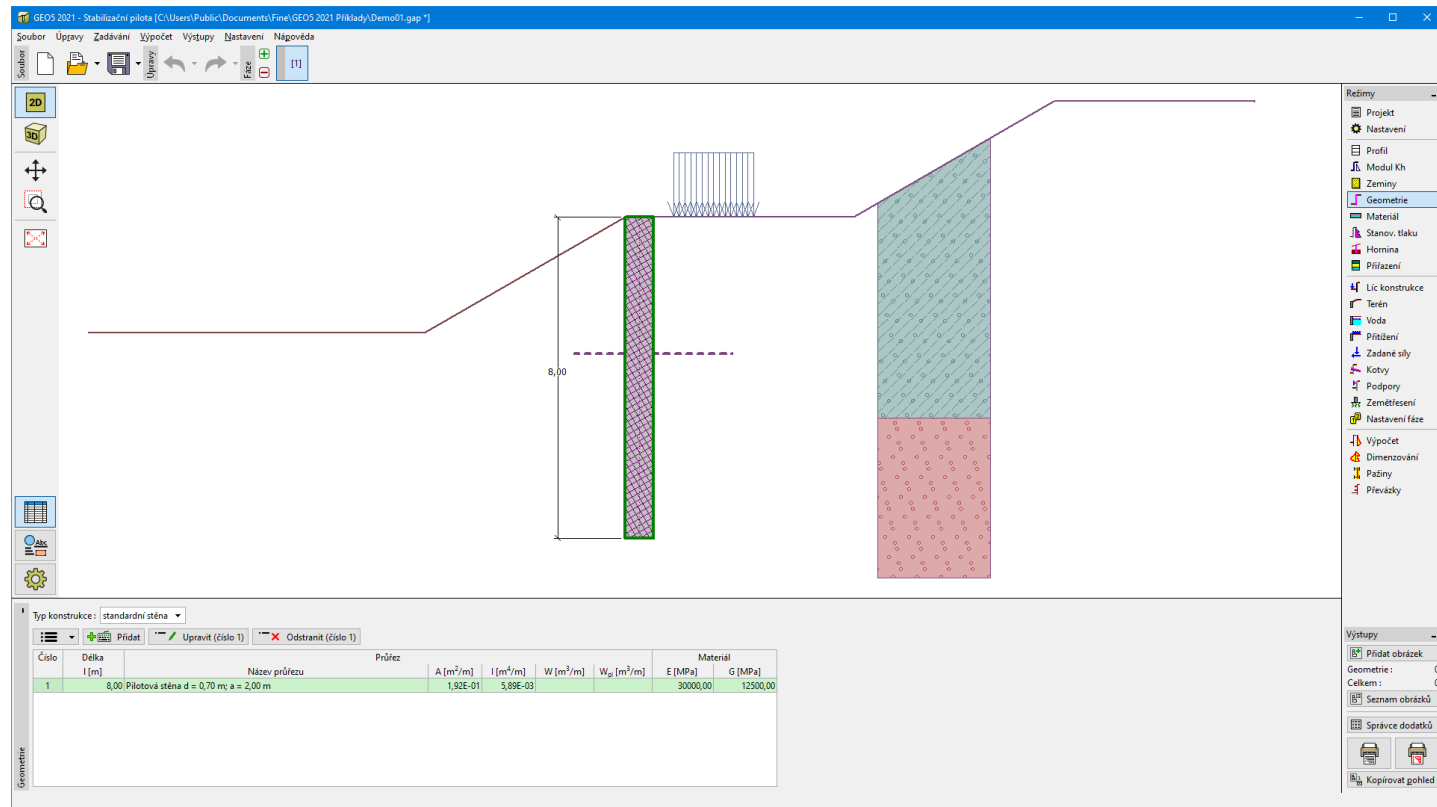 GEO5 2021 - Stabilizační pilota [C:\Users\Public\Documents\Fine\GEO5 2021 Příklady\Demo01.gap *]
Soubor Úpravy Zadávání Výpočet Výstupy Nastavení Nápověda
Soubor
Úpravy
Fáze
[1]
2D
3D
8,00
Režimy
Projekt
Nastavení
Profil
Modul Kh
Zeminy
Geometrie
Materiál
Stanov. tlaku
Hornina
Přiřazení
Líc konstrukce
Terén
Voda
Přitížení
Zadané síly
Kotvy
Podpory
Zemětřesení
Nastavení fáze
Výpočet
Dimenzování
Pažiny
Převázky
Abc
Typ konstrukce : standardní stěna
Přidat Upravit (číslo 1) Odstranit (číslo 1)
Číslo Délka Průřez Materiál
l [m] Název průřezu A [m²/m] I [m⁴/m] W [m³/m] Wpl [m³/m] E [MPa] G [MPa]
1 8,00 Pilotová stěna d = 0,70 m; a = 2,00 m 1,92E-01 5,89E-03 30000,00 12500,00
Geometrie
Výstupy
Přidat obrázek
Geometrie : 0
Celkem : 0
Seznam obrázků
Správce dodatků
Kopírovat pohled